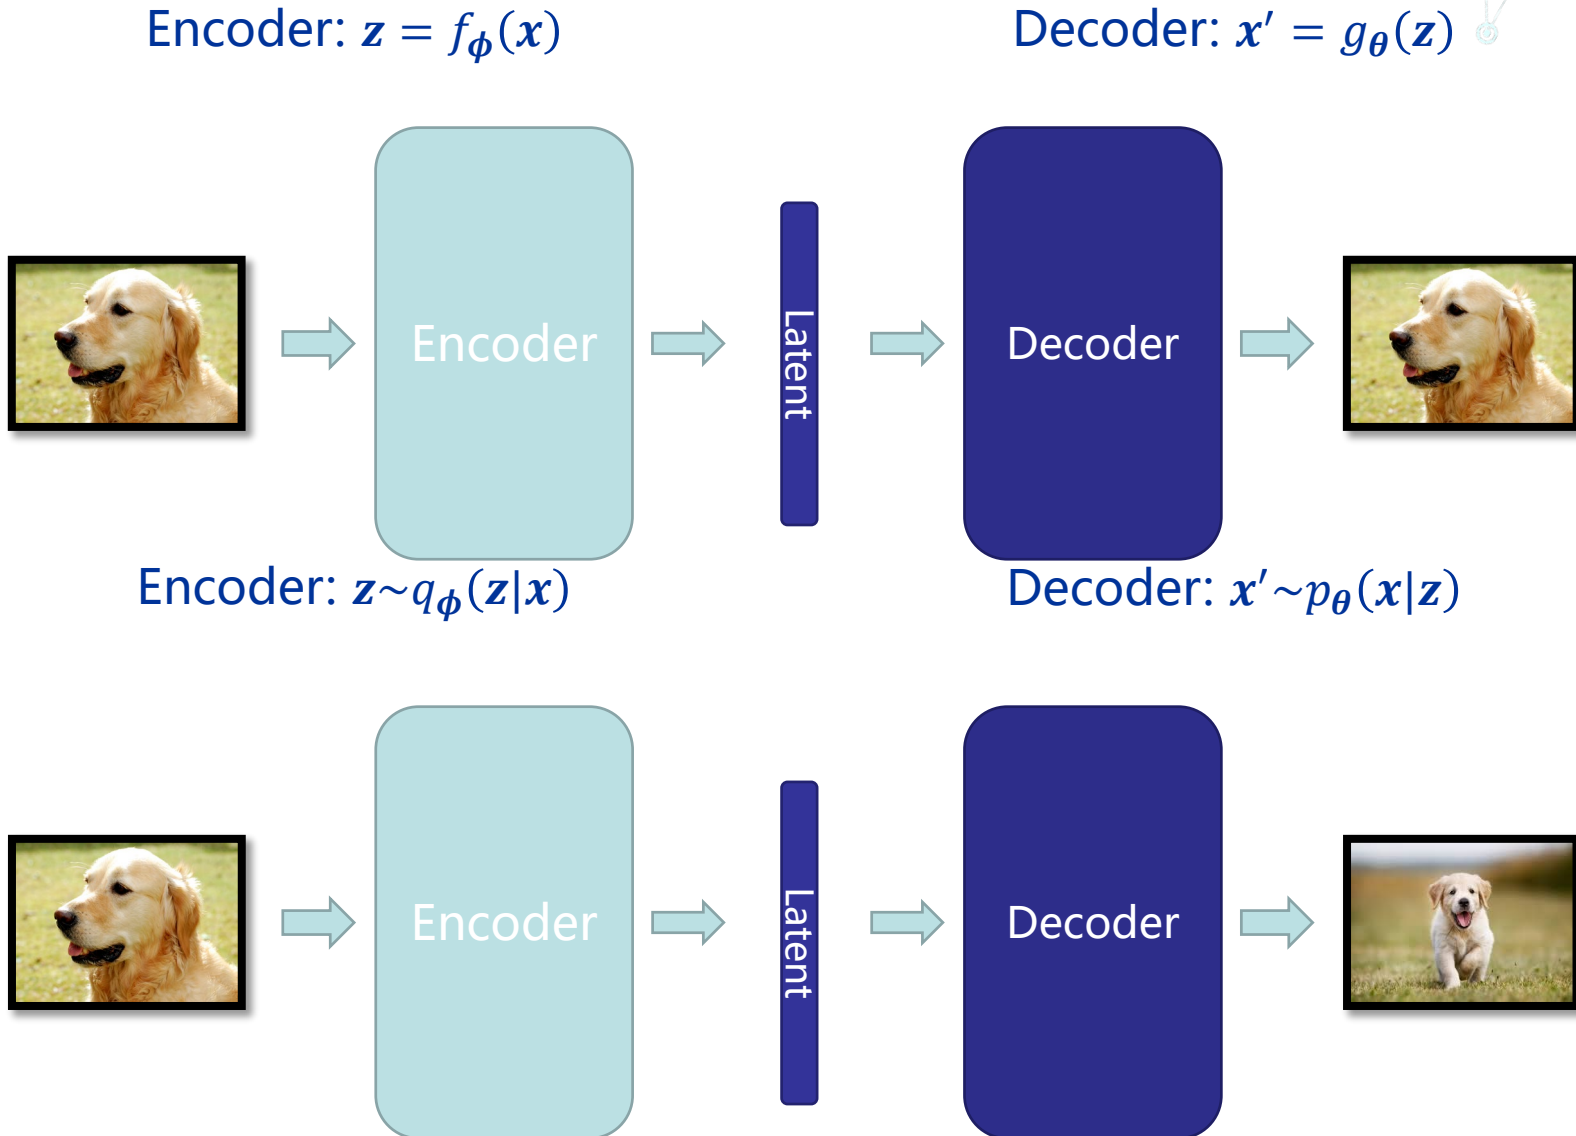 Encoder: 𝒛 = 𝑓𝝓(𝒙)
Decoder: 𝒙′ = 𝑔𝜽(𝒛)
Encoder
Latent
Decoder
Encoder: 𝒛~𝑞𝝓(𝒛|𝒙)
Decoder: 𝒙′~𝑝𝜽(𝒙|𝒛)
Encoder
Latent
Decoder